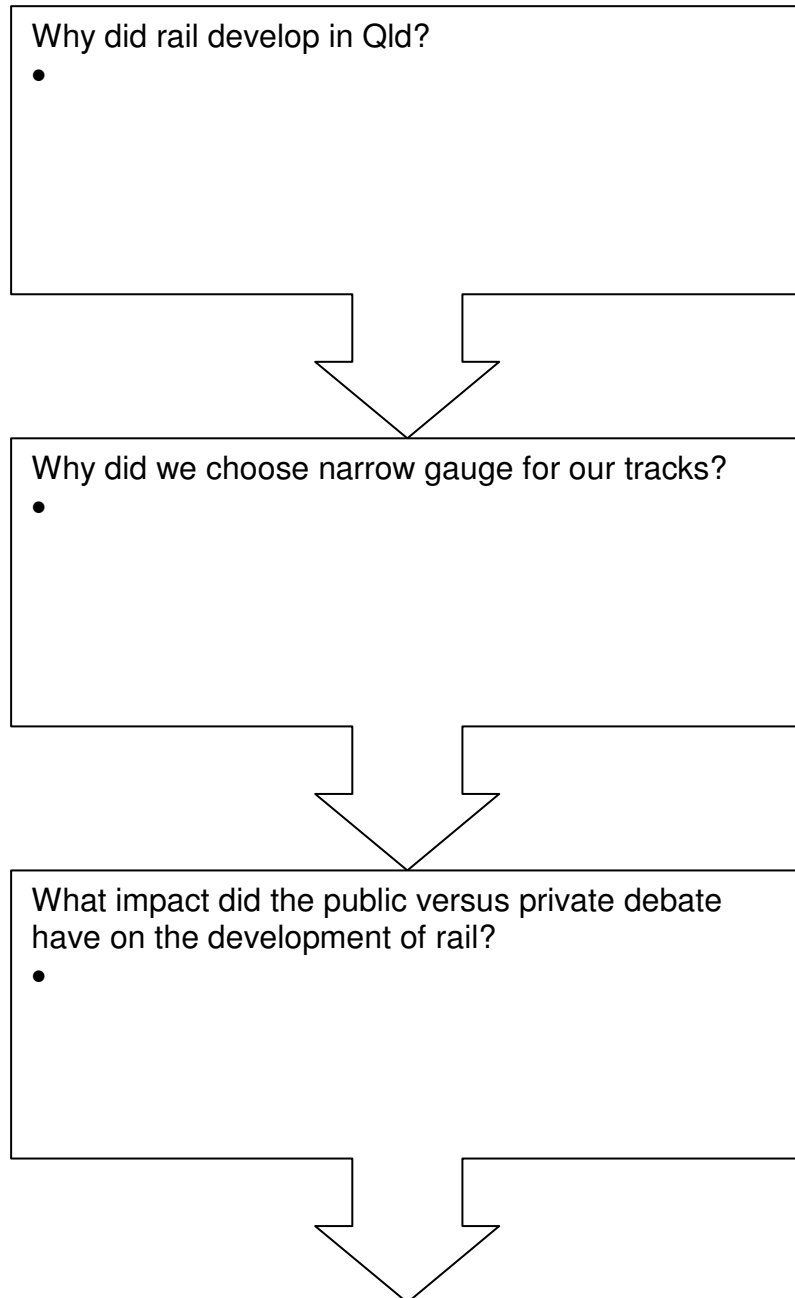 Why did rail develop in Qld?
•
Why did we choose narrow gauge for our tracks?
•
What impact did the public versus private debate
have on the development of rail?
•